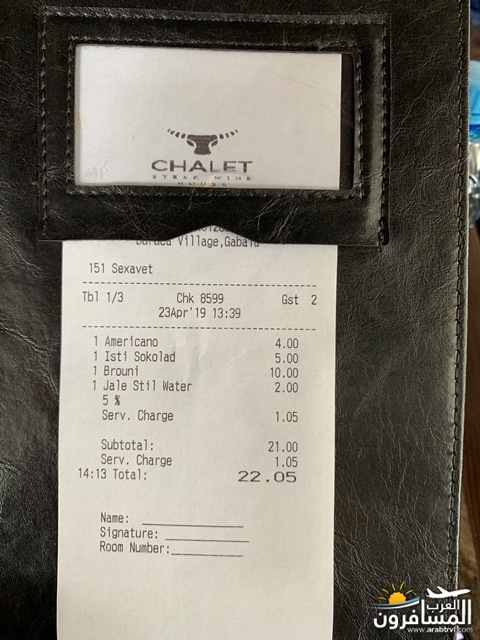 CHALET
STEAK WINE
HOUSE
Village,Gabala
151 Sexavet
Tbl 1/3 Chk 8599 Gst 2
23Apr'19 13:39
1 Americano 4.00
1 Isti Sokolad 5.00
1 Brouni 10.00
1 Jale Stil Water 2.00
5 %
Serv. Charge 1.05
Subtotal: 21.00
Serv. Charge 1.05
14:13 Total: 22.05
Name:
Signature:
Room Number:
العرب
المسافرون
www.arabtrvl.com